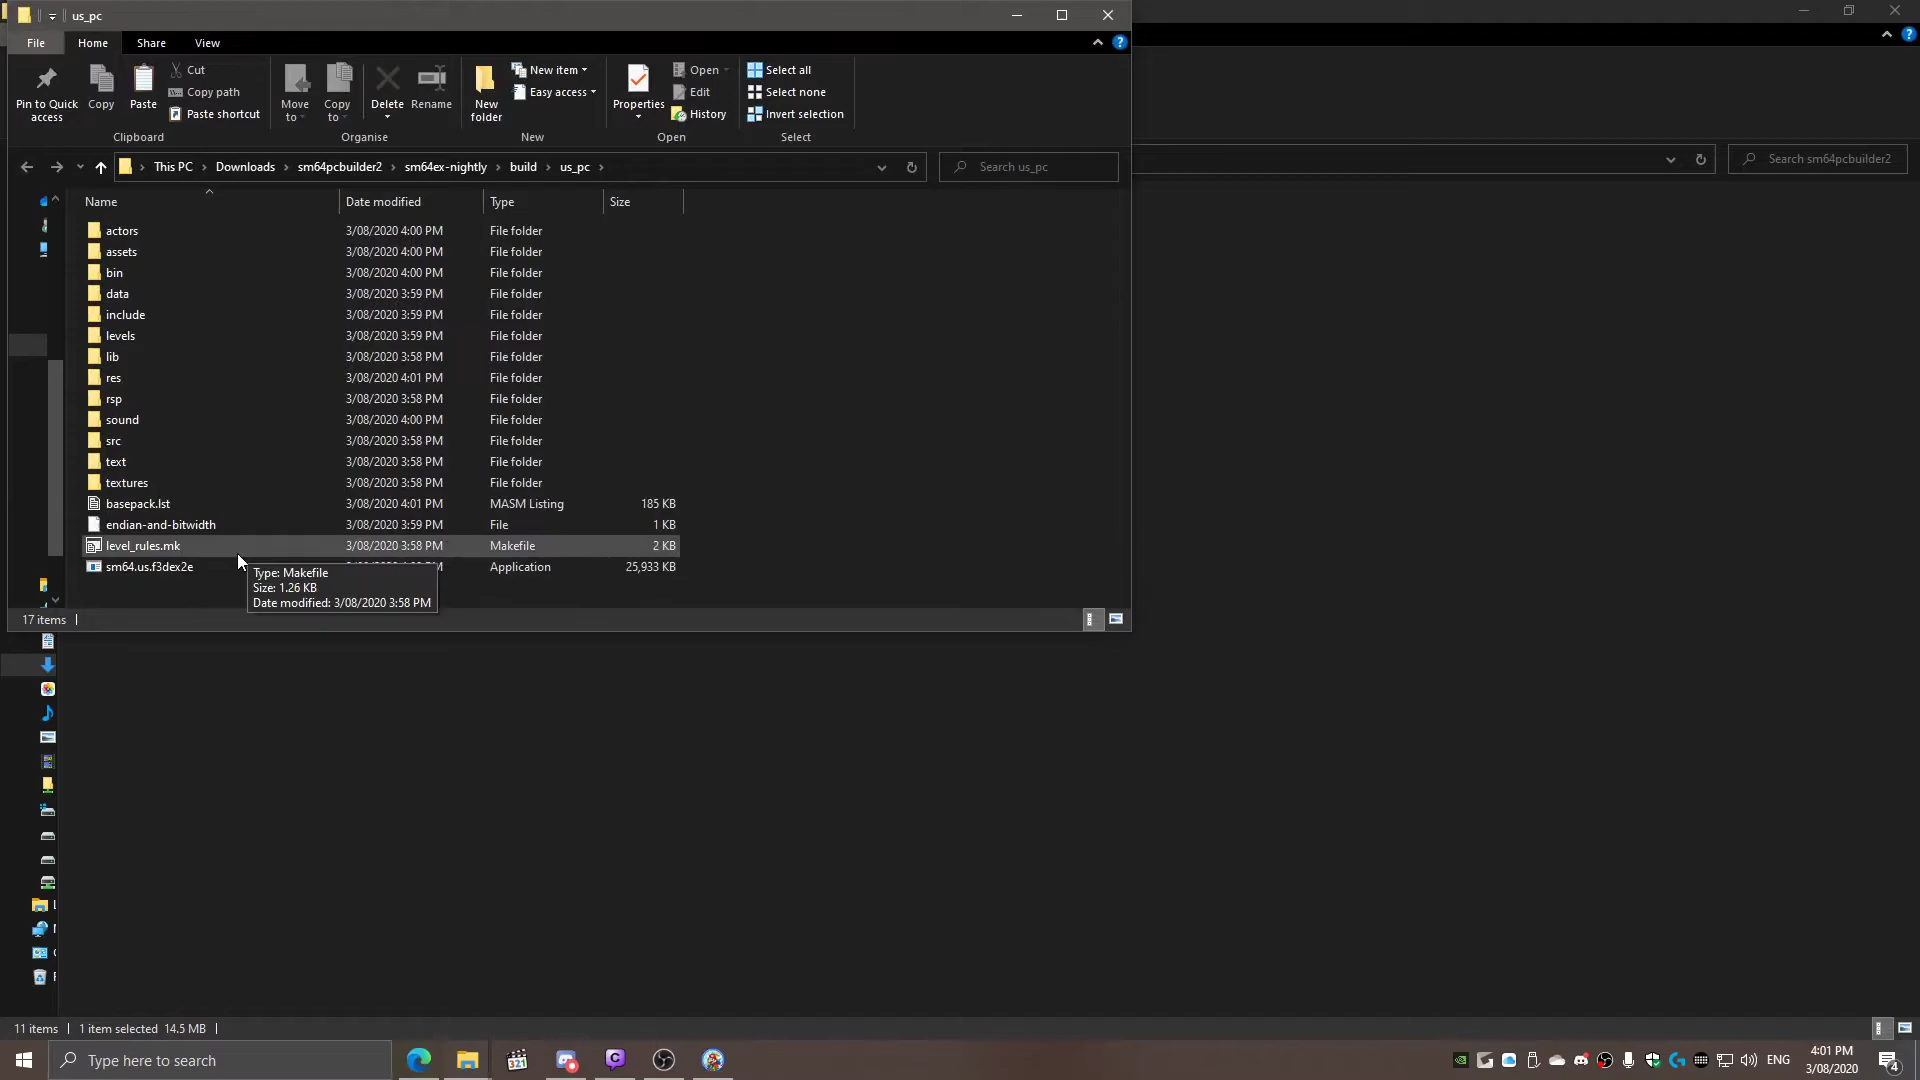 us_pc
File Home Share View
Pin to Quick access
Copy
Paste
Cut
Copy path
Paste shortcut
Clipboard
Move to
Copy to
Delete
Rename
Organise
New folder
New item
Easy access
New
Properties
Open
Edit
History
Open
Select all
Select none
Invert selection
Select
This PC Downloads sm64pcbuilder2 sm64ex-nightly build us_pc
Search us_pc
Search sm64pcbuilder2
Name Date modified Type Size
actors 3/08/2020 4:00 PM File folder
assets 3/08/2020 4:00 PM File folder
bin 3/08/2020 4:00 PM File folder
data 3/08/2020 3:59 PM File folder
include 3/08/2020 3:59 PM File folder
levels 3/08/2020 3:59 PM File folder
lib 3/08/2020 3:58 PM File folder
res 3/08/2020 4:01 PM File folder
rsp 3/08/2020 3:58 PM File folder
sound 3/08/2020 4:00 PM File folder
src 3/08/2020 3:58 PM File folder
text 3/08/2020 3:58 PM File folder
textures 3/08/2020 3:58 PM File folder
basepack.lst 3/08/2020 4:01 PM MASM Listing 185 KB
endian-and-bitwidth 3/08/2020 3:59 PM File 1 KB
level_rules.mk 3/08/2020 3:58 PM Makefile 2 KB
sm64.us.f3dex2e Application 25,933 KB
Type: Makefile
Size: 1.26 KB
Date modified: 3/08/2020 3:58 PM
17 items
11 items 1 item selected 14.5 MB
Type here to search
ENG
4:01 PM
3/08/2020
4